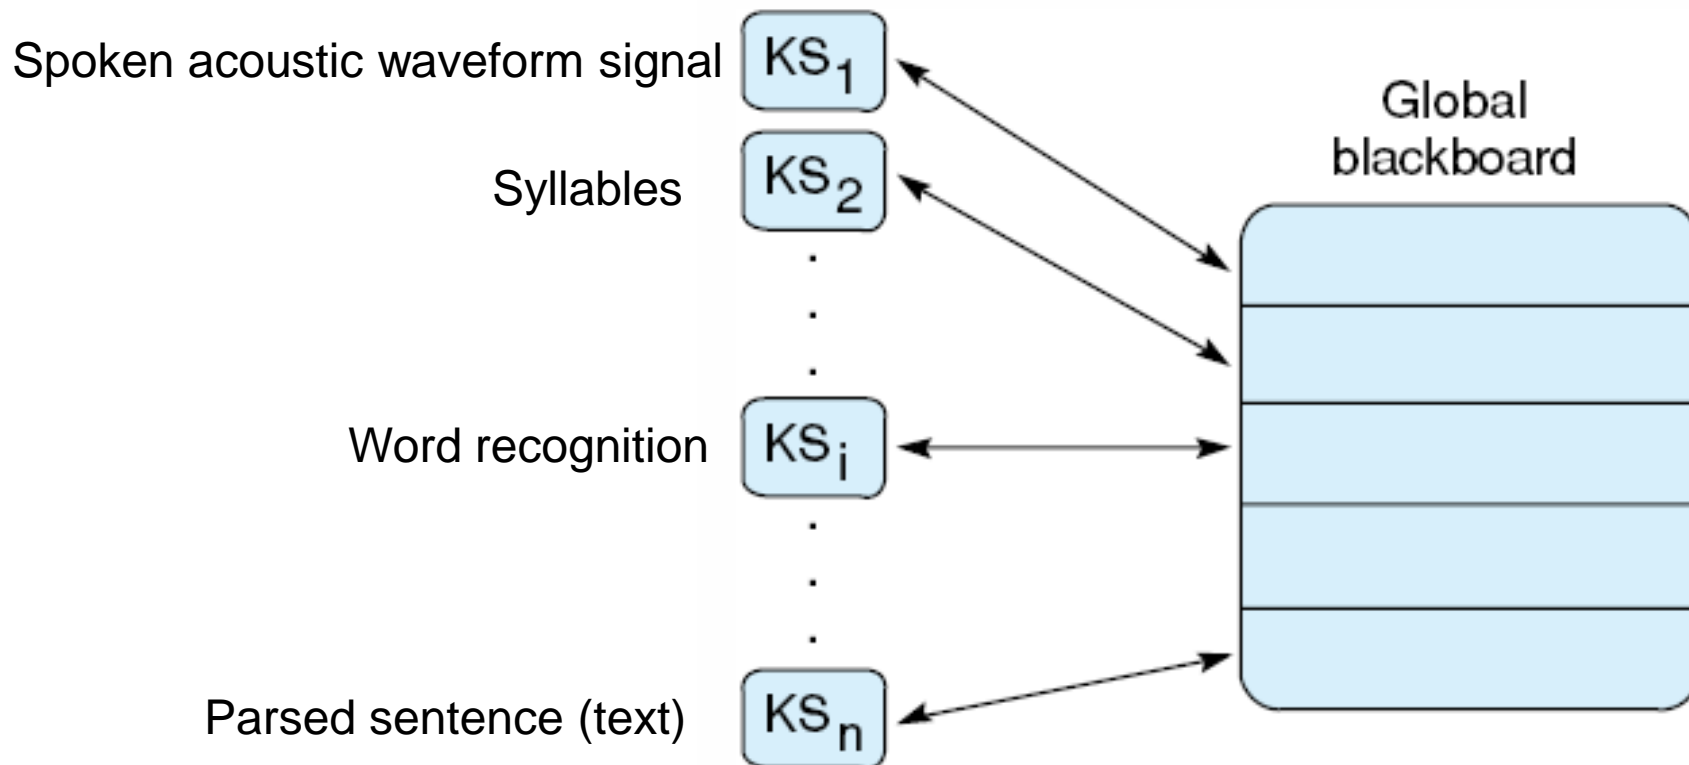 Spoken acoustic waveform signal
KS1
Global
blackboard
Syllables
KS2
.
.
.
Word recognition
KSi
.
.
.
Parsed sentence (text)
KSn